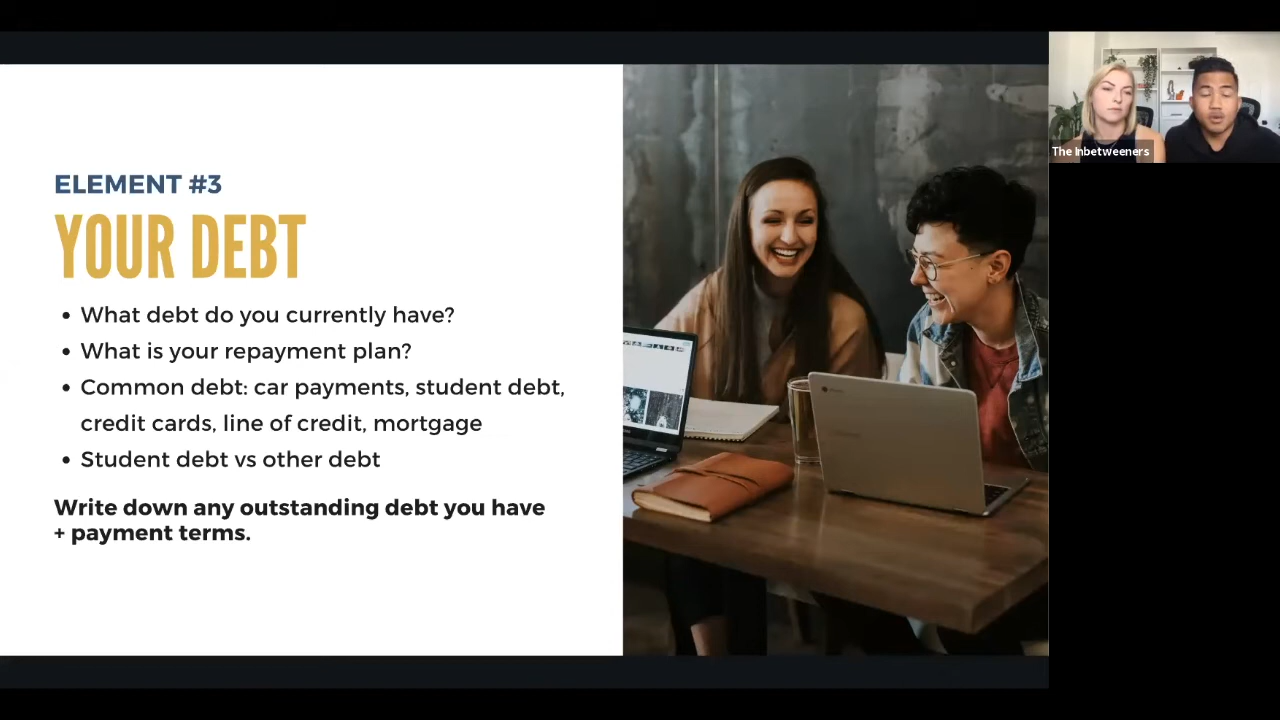 ELEMENT #3
YOUR DEBT
• What debt do you currently have?
• What is your repayment plan?
• Common debt: car payments, student debt,
credit cards, line of credit, mortgage
• Student debt vs other debt
Write down any outstanding debt you have
+ payment terms.
The Inbetweeners